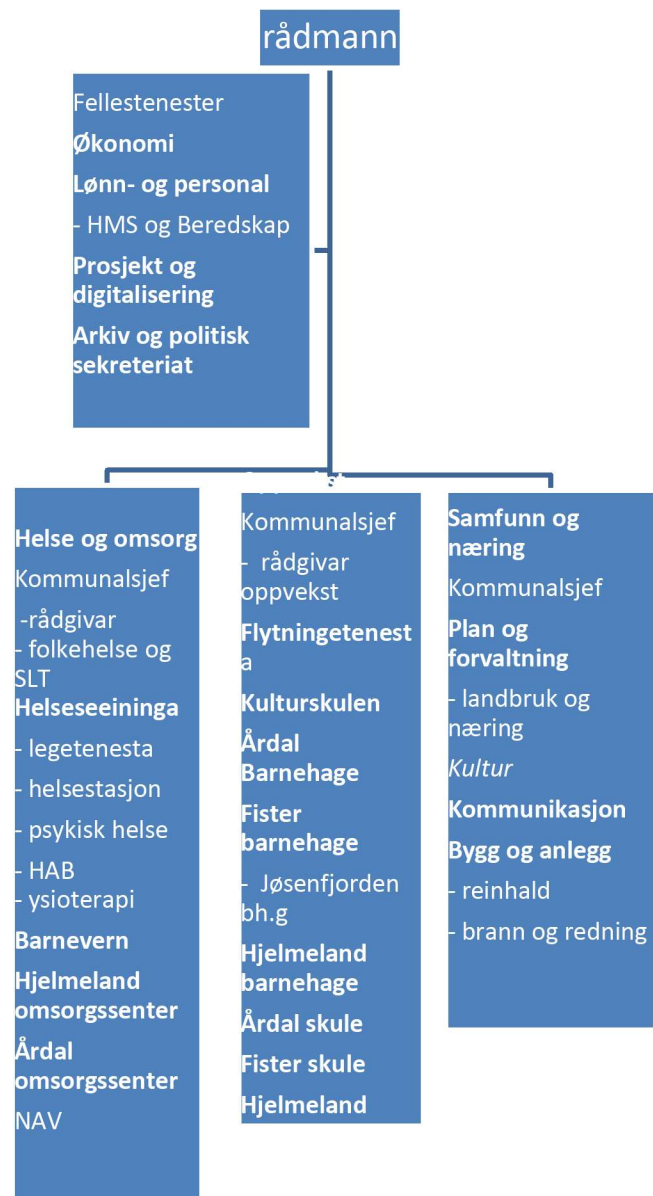 rådmann
Fellestenester
Økonomi
Lønn- og personal
- HMS og Beredskap
Prosjekt og
digitalisering
Arkiv og politisk
sekreteriat
Helse og omsorg
Kommunalsjef
-rådgivar
- folkehelse og
SLT
Helseseeininga
- legetenesta
- helsestasjon
- psykisk helse
- HAB
- ysioterapi
Barnevern
Hjelmeland
omsorgssenter
Årdal
omsorgssenter
NAV
Kommunalsjef
- rådgivar
oppvekst
Flytningetenest
a
Kulturskulen
Årdal
Barnehage
Fister
barnehage
- Jøsenfjorden
bh.g
Hjelmeland
barnehage
Årdal skule
Fister skule
Hjelmeland
Samfunn og
næring
Kommunalsjef
Plan og
forvaltning
- landbruk og
næring
Kultur
Kommunikasjon
Bygg og anlegg
- reinhald
- brann og redning